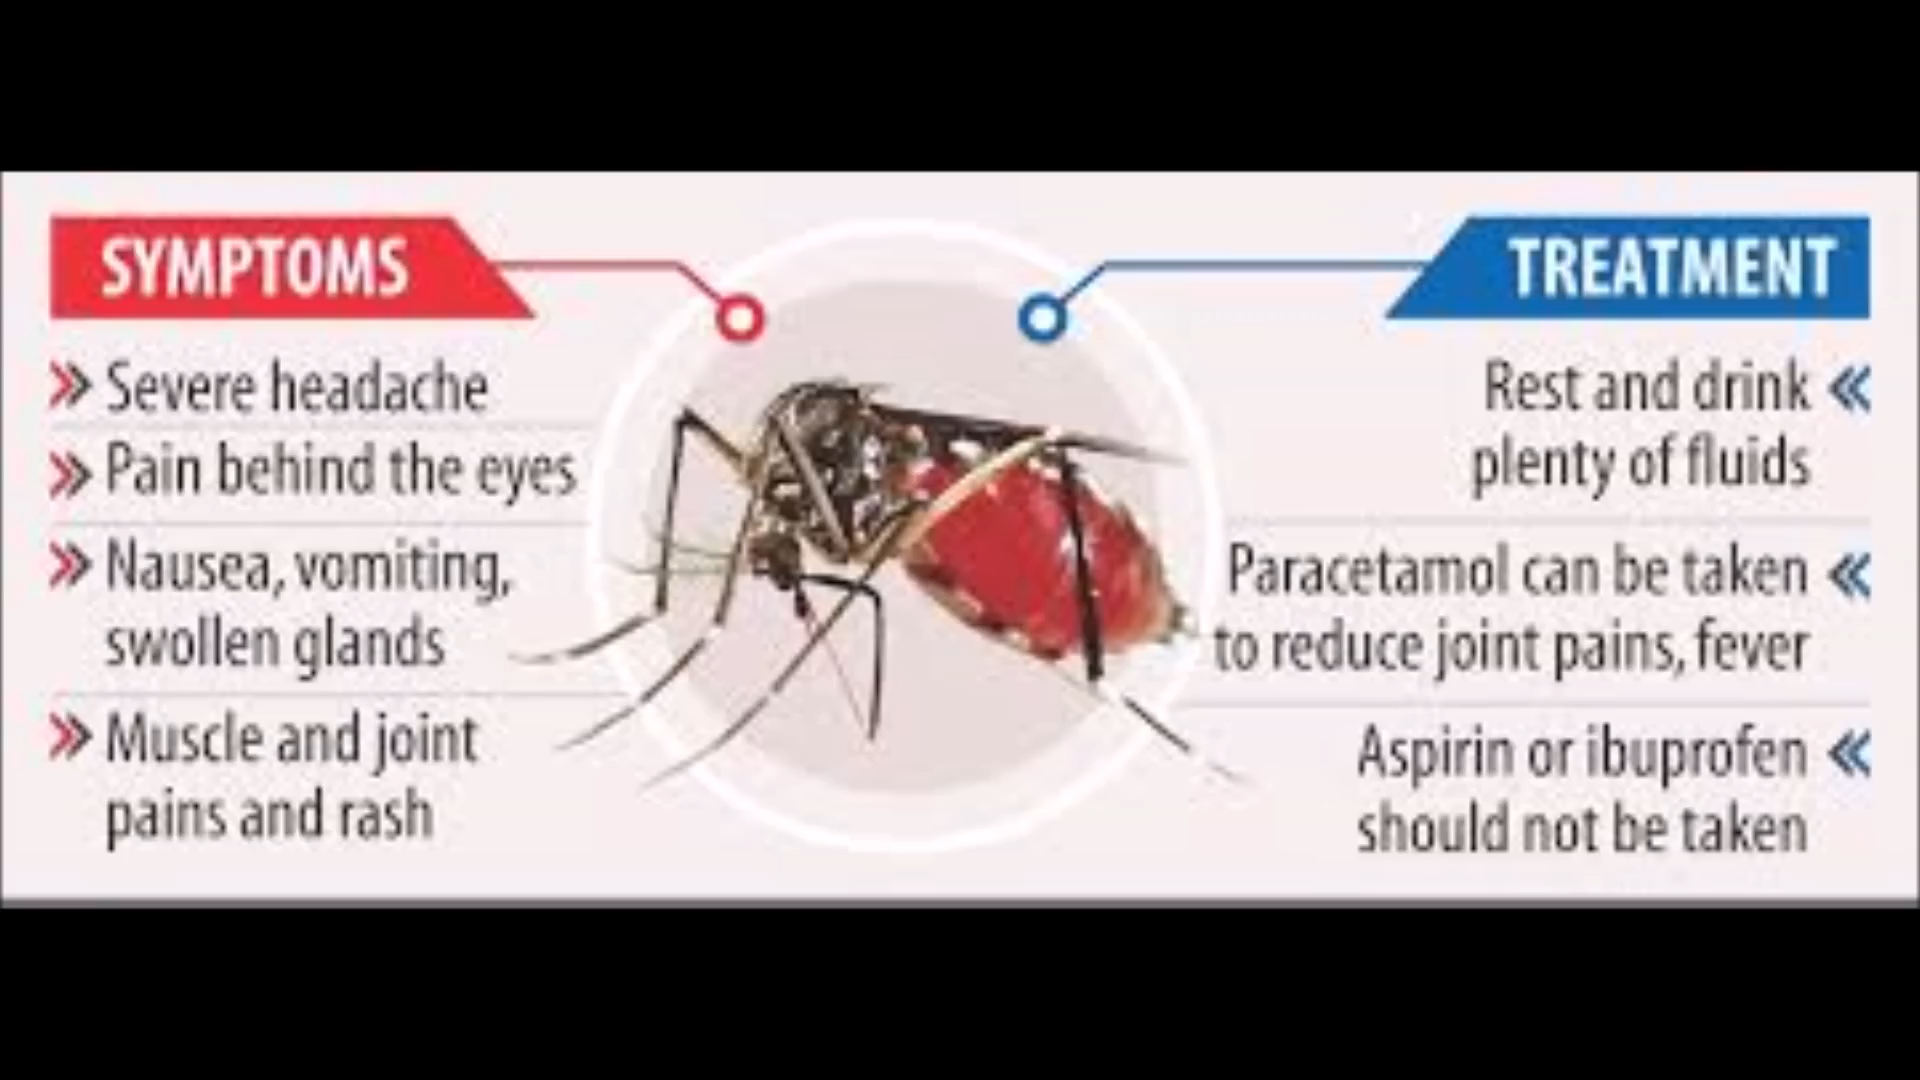 SYMPTOMS
Severe headache
Pain behind the eyes
Nausea, vomiting,
swollen glands
Muscle and joint
pains and rash
TREATMENT
Rest and drink
plenty of fluids
Paracetamol can be taken
to reduce joint pains, fever
Aspirin or ibuprofen
should not be taken